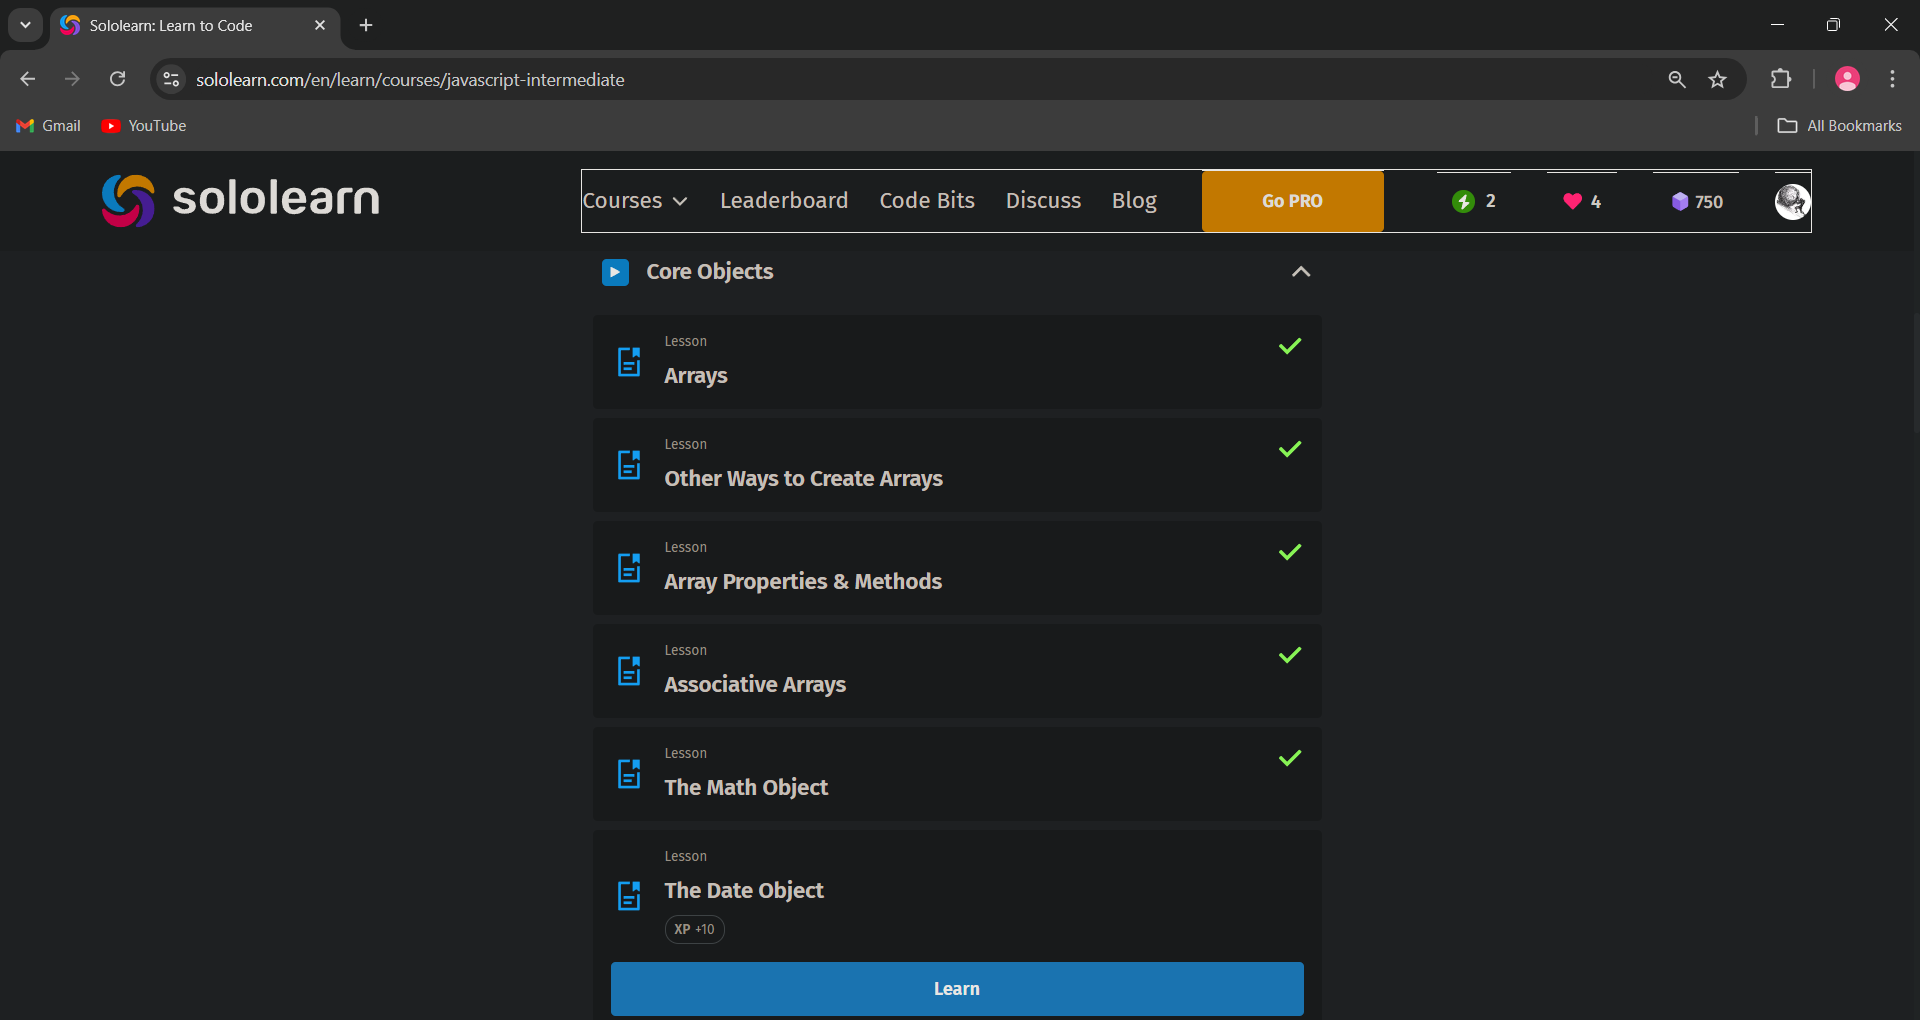 Sololearn: Learn to Code
sololearn.com/en/learn/courses/javascript-intermediate
Gmail YouTube All Bookmarks
sololearn Courses Leaderboard Code Bits Discuss Blog Go PRO 2 4 750
Core Objects
Lesson
Arrays
Lesson
Other Ways to Create Arrays
Lesson
Array Properties & Methods
Lesson
Associative Arrays
Lesson
The Math Object
Lesson
The Date Object
XP +10
Learn